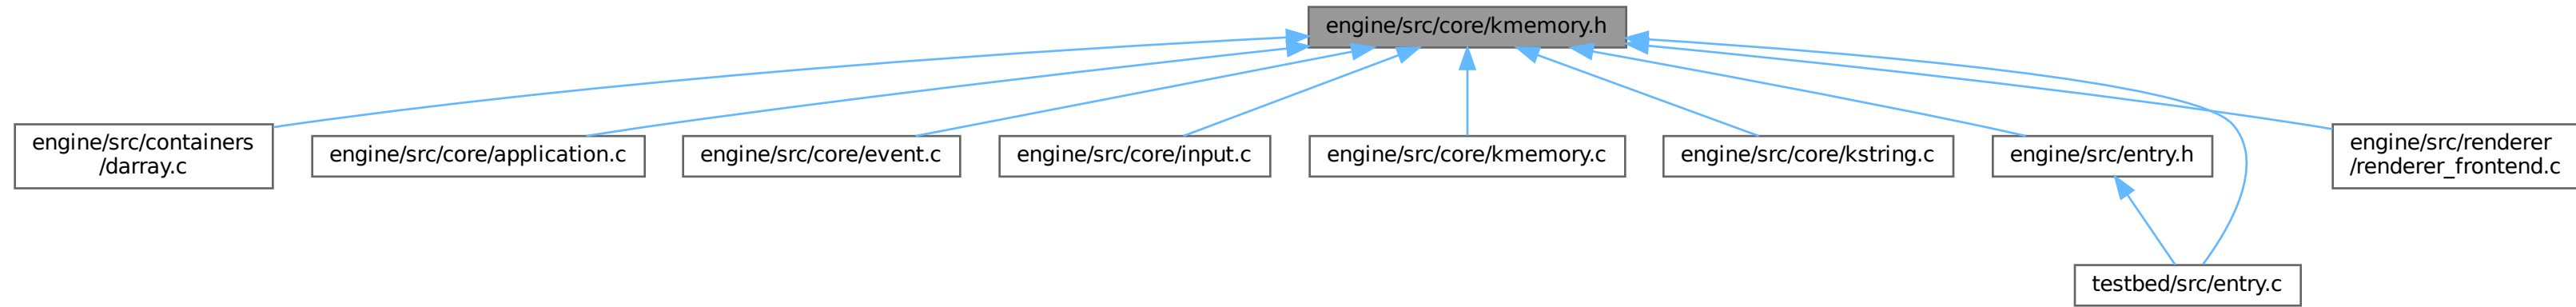 engine/src/core/kmemory.h
engine/src/containers
/darray.c
engine/src/core/application.c
engine/src/core/event.c
engine/src/core/input.c
engine/src/core/kmemory.c
engine/src/core/kstring.c
engine/src/entry.h
engine/src/renderer
/renderer_frontend.c
testbed/src/entry.c